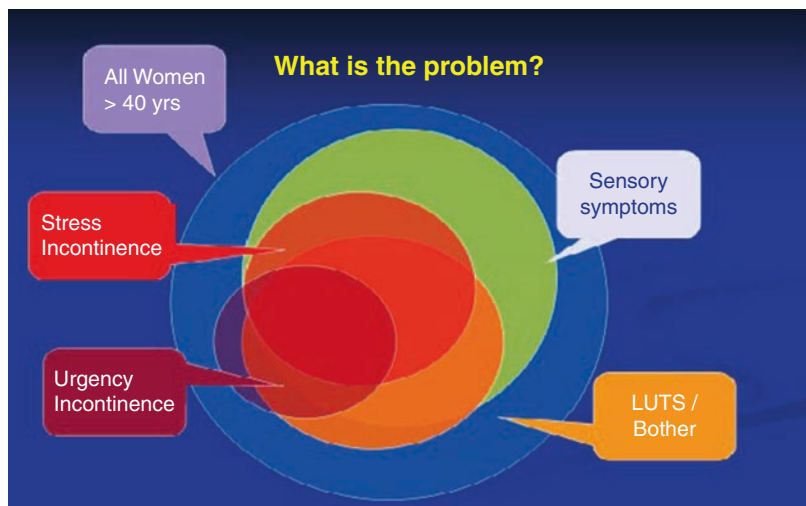 What is the problem?
All Women
> 40 yrs
Sensory
symptoms
Stress
Incontinence
Urgency
Incontinence
LUTS /
Bother